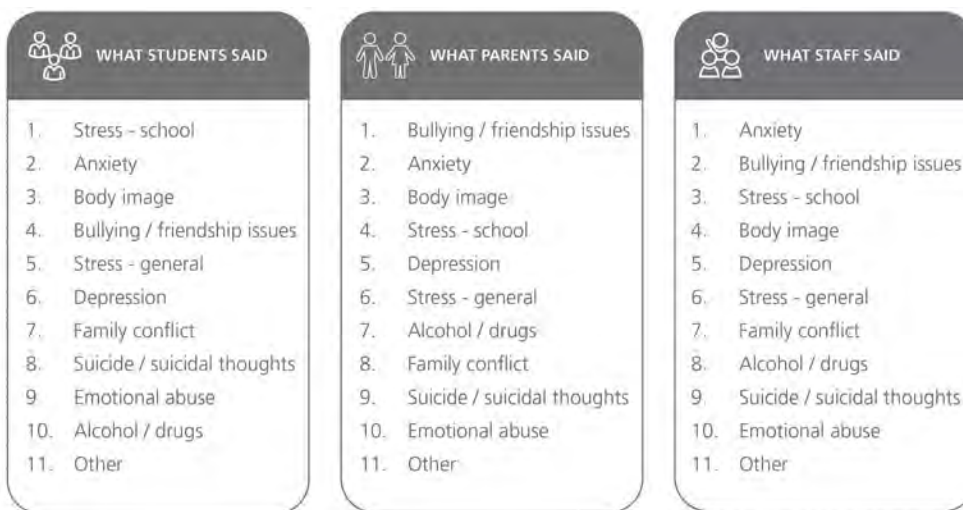 WHAT STUDENTS SAID
1. Stress - school
2. Anxiety
3. Body image
4. Bullying / friendship issues
5. Stress - general
6. Depression
7. Family conflict
8. Suicide / suicidal thoughts
9 Emotional abuse
10. Alcohol / drugs
11. Other
WHAT PARENTS SAID
1. Bullying / friendship issues
2. Anxiety
3. Body image
4. Stress - school
5. Depression
6. Stress - general
7. Alcohol / drugs
8. Family conflict
9. Suicide / suicidal thoughts
10. Emotional abuse
11. Other
WHAT STAFF SAID
1. Anxiety
2. Bullying / friendship issues
3. Stress - school
4. Body image
5. Depression
6. Stress - general
7. Family conflict
8. Alcohol / drugs
9 Suicide / suicidal thoughts
10. Emotional abuse
11. Other